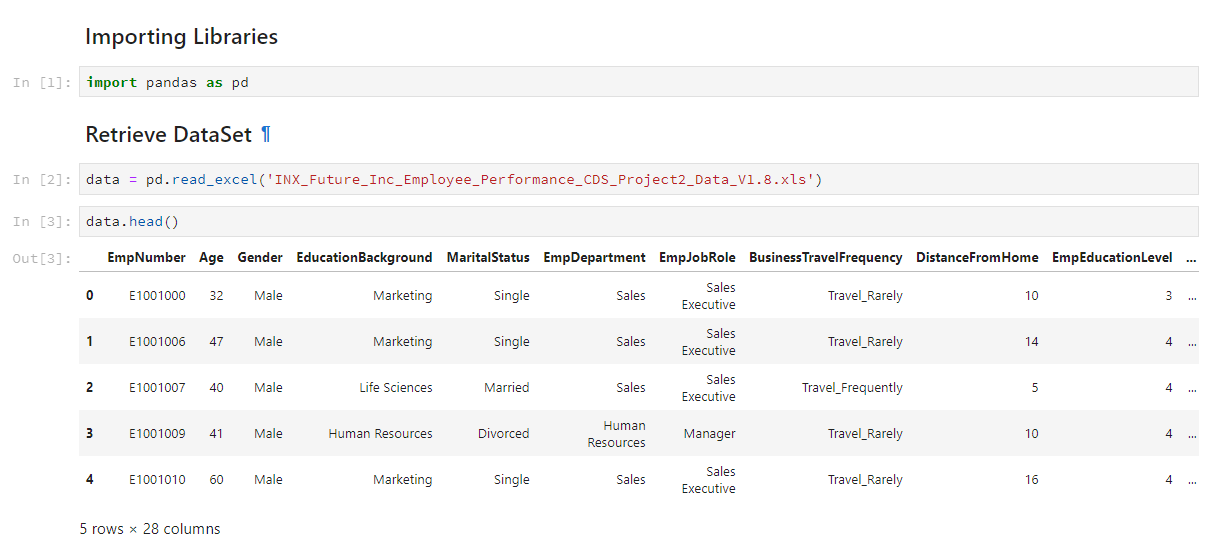 Importing Libraries
In [1]: import pandas as pd
Retrieve DataSet ¶
In [2]: data = pd.read_excel('INX_Future_Inc_Employee_Performance_CDS_Project2_Data_V1.8.xls')
In [3]: data.head()
Out[3]: EmpNumber Age Gender EducationBackground MaritalStatus EmpDepartment EmpJobRole BusinessTravelFrequency DistanceFromHome EmpEducationLevel ...
0 E1001000 32 Male Marketing Single Sales Sales Executive Travel_Rarely 10 3 ...
1 E1001006 47 Male Marketing Single Sales Sales Executive Travel_Rarely 14 4 ...
2 E1001007 40 Male Life Sciences Married Sales Sales Executive Travel_Frequently 5 4 ...
3 E1001009 41 Male Human Resources Divorced Human Resources Manager Travel_Rarely 10 4 ...
4 E1001010 60 Male Marketing Single Sales Sales Executive Travel_Rarely 16 4 ...
5 rows × 28 columns